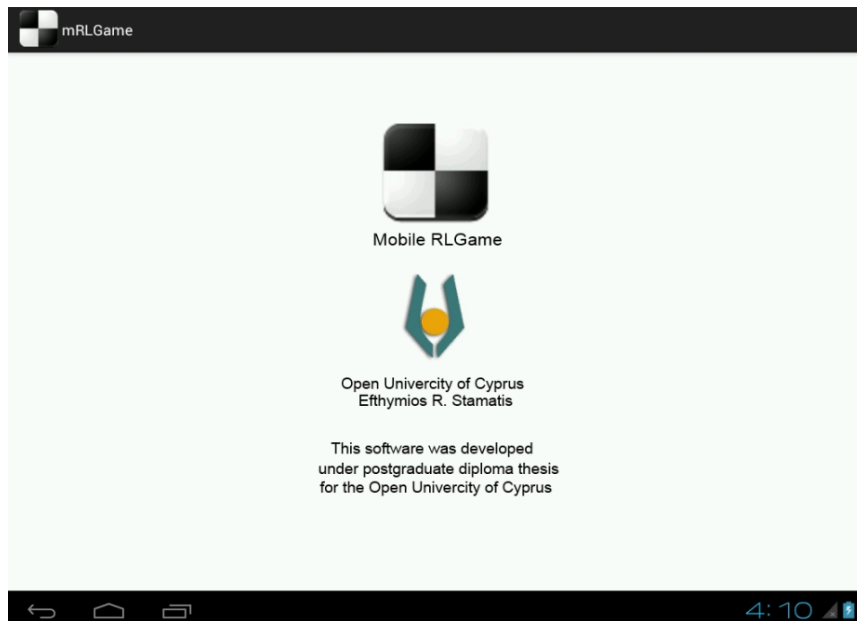 mRLGame
Mobile RLGame
Open Univercity of Cyprus
Efthymios R. Stamatis
This software was developed
under postgraduate diploma thesis
for the Open Univercity of Cyprus
4:10